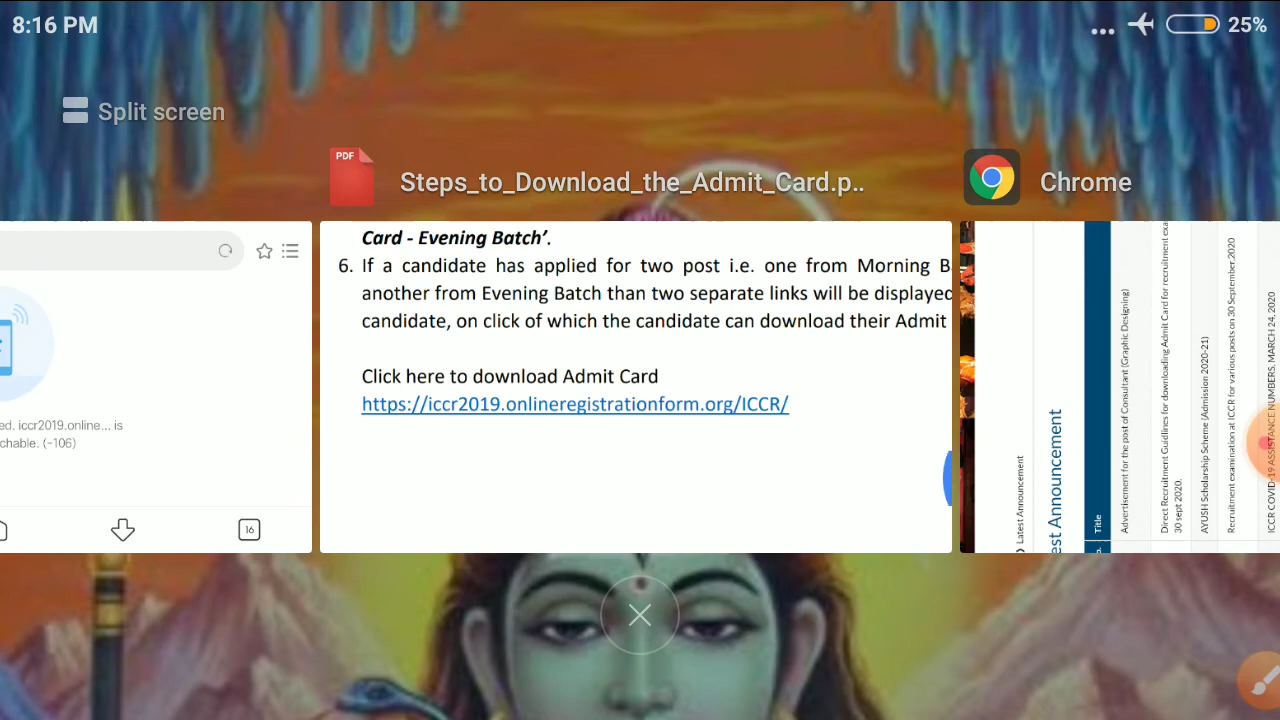 8:16 PM
... 25%
Split screen
PDF
Steps_to_Download_the_Admit_Card.p..
Chrome
Card - Evening Batch’.
6. If a candidate has applied for two post i.e. one from Morning B
another from Evening Batch than two separate links will be displayed
candidate, on click of which the candidate can download their Admit
Click here to download Admit Card
https://iccr2019.onlineregistrationform.org/ICCR/
ed. iccr2019.online... is
chable. (-106)
16
Latest Announcement
est Announcement
Title
Advertisement for the post of Consultant (Graphic Designing)
Direct Recruitment Guidlines for downloading Admit Card for recruitment exa
30 sept 2020.
AYUSH Scholarship Scheme (Admission 2020-21)
Recruitment examination at ICCR for various posts on 30 September,2020
ICCR COVID-19 ASSISTANCE NUMBERS. MARCH 24, 2020